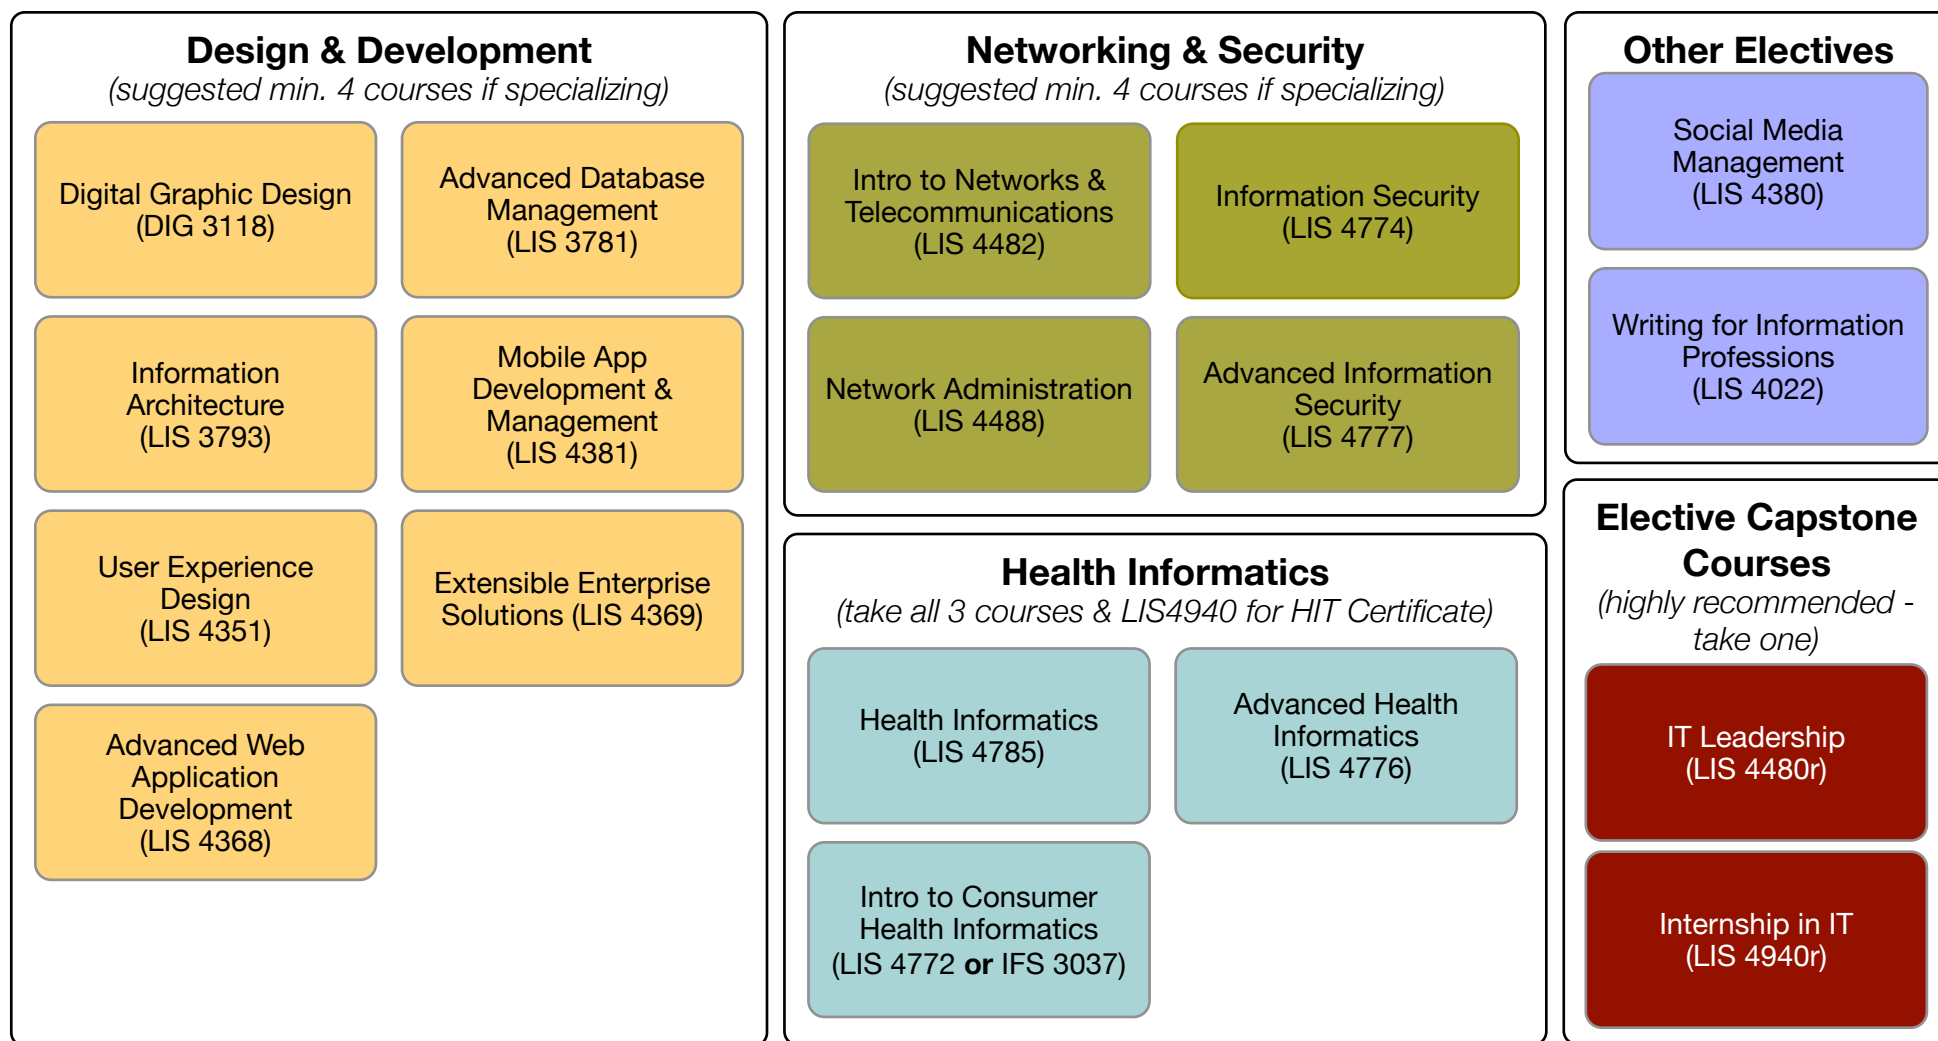 Design & Development
(suggested min. 4 courses if specializing)
Digital Graphic Design
(DIG 3118)
Advanced Database
Management
(LIS 3781)
Information
Architecture
(LIS 3793)
Mobile App
Development &
Management
(LIS 4381)
User Experience
Design
(LIS 4351)
Extensible Enterprise
Solutions (LIS 4369)
Advanced Web
Application
Development
(LIS 4368)
Networking & Security
(suggested min. 4 courses if specializing)
Intro to Networks &
Telecommunications
(LIS 4482)
Information Security
(LIS 4774)
Network Administration
(LIS 4488)
Advanced Information
Security
(LIS 4777)
Health Informatics
(take all 3 courses & LIS4940 for HIT Certificate)
Health Informatics
(LIS 4785)
Advanced Health
Informatics
(LIS 4776)
Intro to Consumer
Health Informatics
(LIS 4772 or IFS 3037)
Other Electives
Social Media
Management
(LIS 4380)
Writing for Information
Professions
(LIS 4022)
Elective Capstone
Courses
(highly recommended -
take one)
IT Leadership
(LIS 4480r)
Internship in IT
(LIS 4940r)